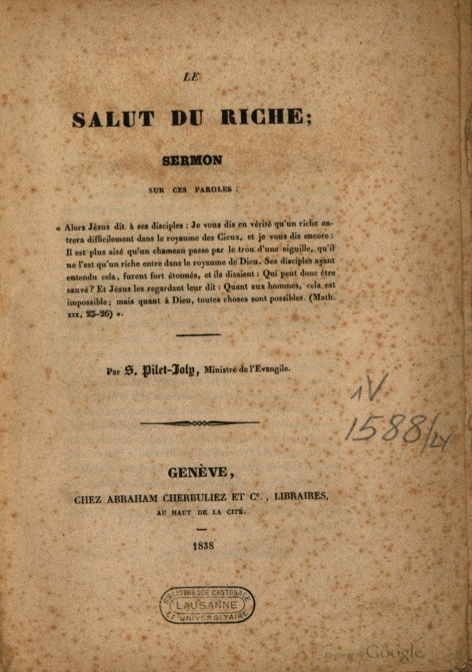 LE
SALUT DU RICHE;
SERMON
SUR CES PAROLES :
« Alors Jésus dit à ses disciples : Je vous dis en vérité qu'un riche en-
trera difficilement dans le royaume des Cieux, et je vous dis encore :
Il est plus aisé qu'un chameau passe par le trou d'une aiguille, qu'il
ne l'est qu'un riche entre dans le royaume de Dieu. Ses disciples ayant
entendu cela, furent fort étonnés, et ils disaient : Qui peut donc être
sauvé ? Et Jésus les regardant leur dit : Quant aux hommes, cela est
impossible; mais quant à Dieu, toutes choses sont possibles. (Math.
XIX, 23-26) ».
Par S. Pilet-Joly, Ministre de l'Evangile.
1V
1588/
GENÈVE,
CHEZ ABRAHAM CHERBULIEZ ET Ce., LIBRAIRES,
AU HAUT DE LA CITÉ.
1838
BIBLIOTHEQUE CANTONALE
LAUSANNE
ET UNIVERSITAIRE
Google